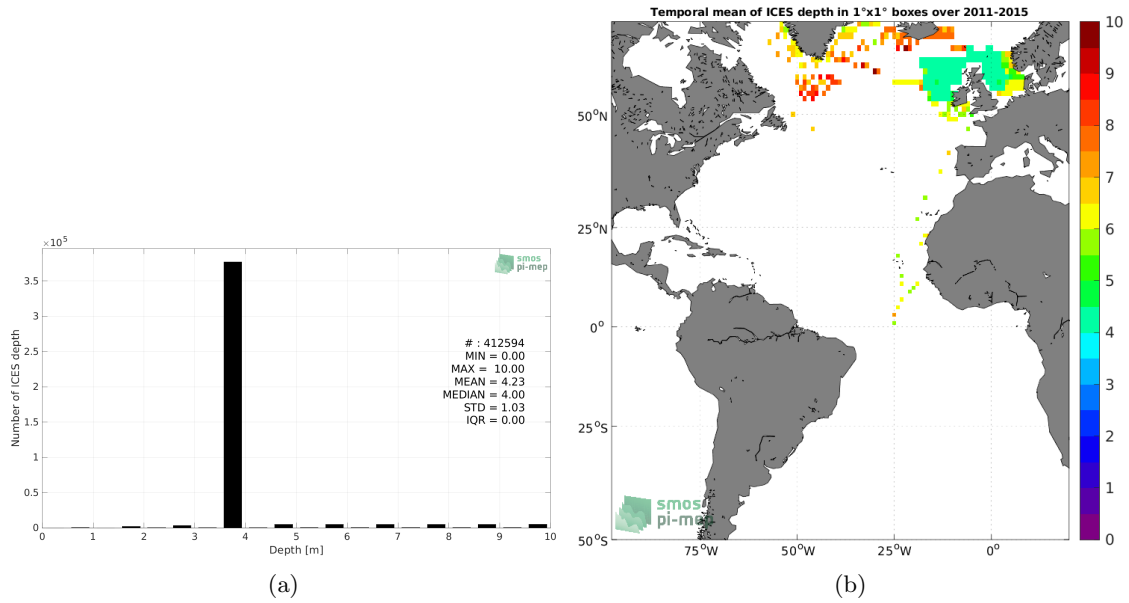 ×10⁵
3.5
3
2.5
2
1.5
1
0.5
0
Number of ICES depth
smos
pi-mep
# : 412594
MIN = 0.00
MAX = 10.00
MEAN = 4.23
MEDIAN = 4.00
STD = 1.03
IQR = 0.00
0 1 2 3 4 5 6 7 8 9 10
Depth [m]
(a)
Temporal mean of ICES depth in 1°x1° boxes over 2011-2015
50°N
25°N
0°
25°S
50°S
75°W 50°W 25°W 0°
smos
pi-mep
10
9
8
7
6
5
4
3
2
1
0
(b)